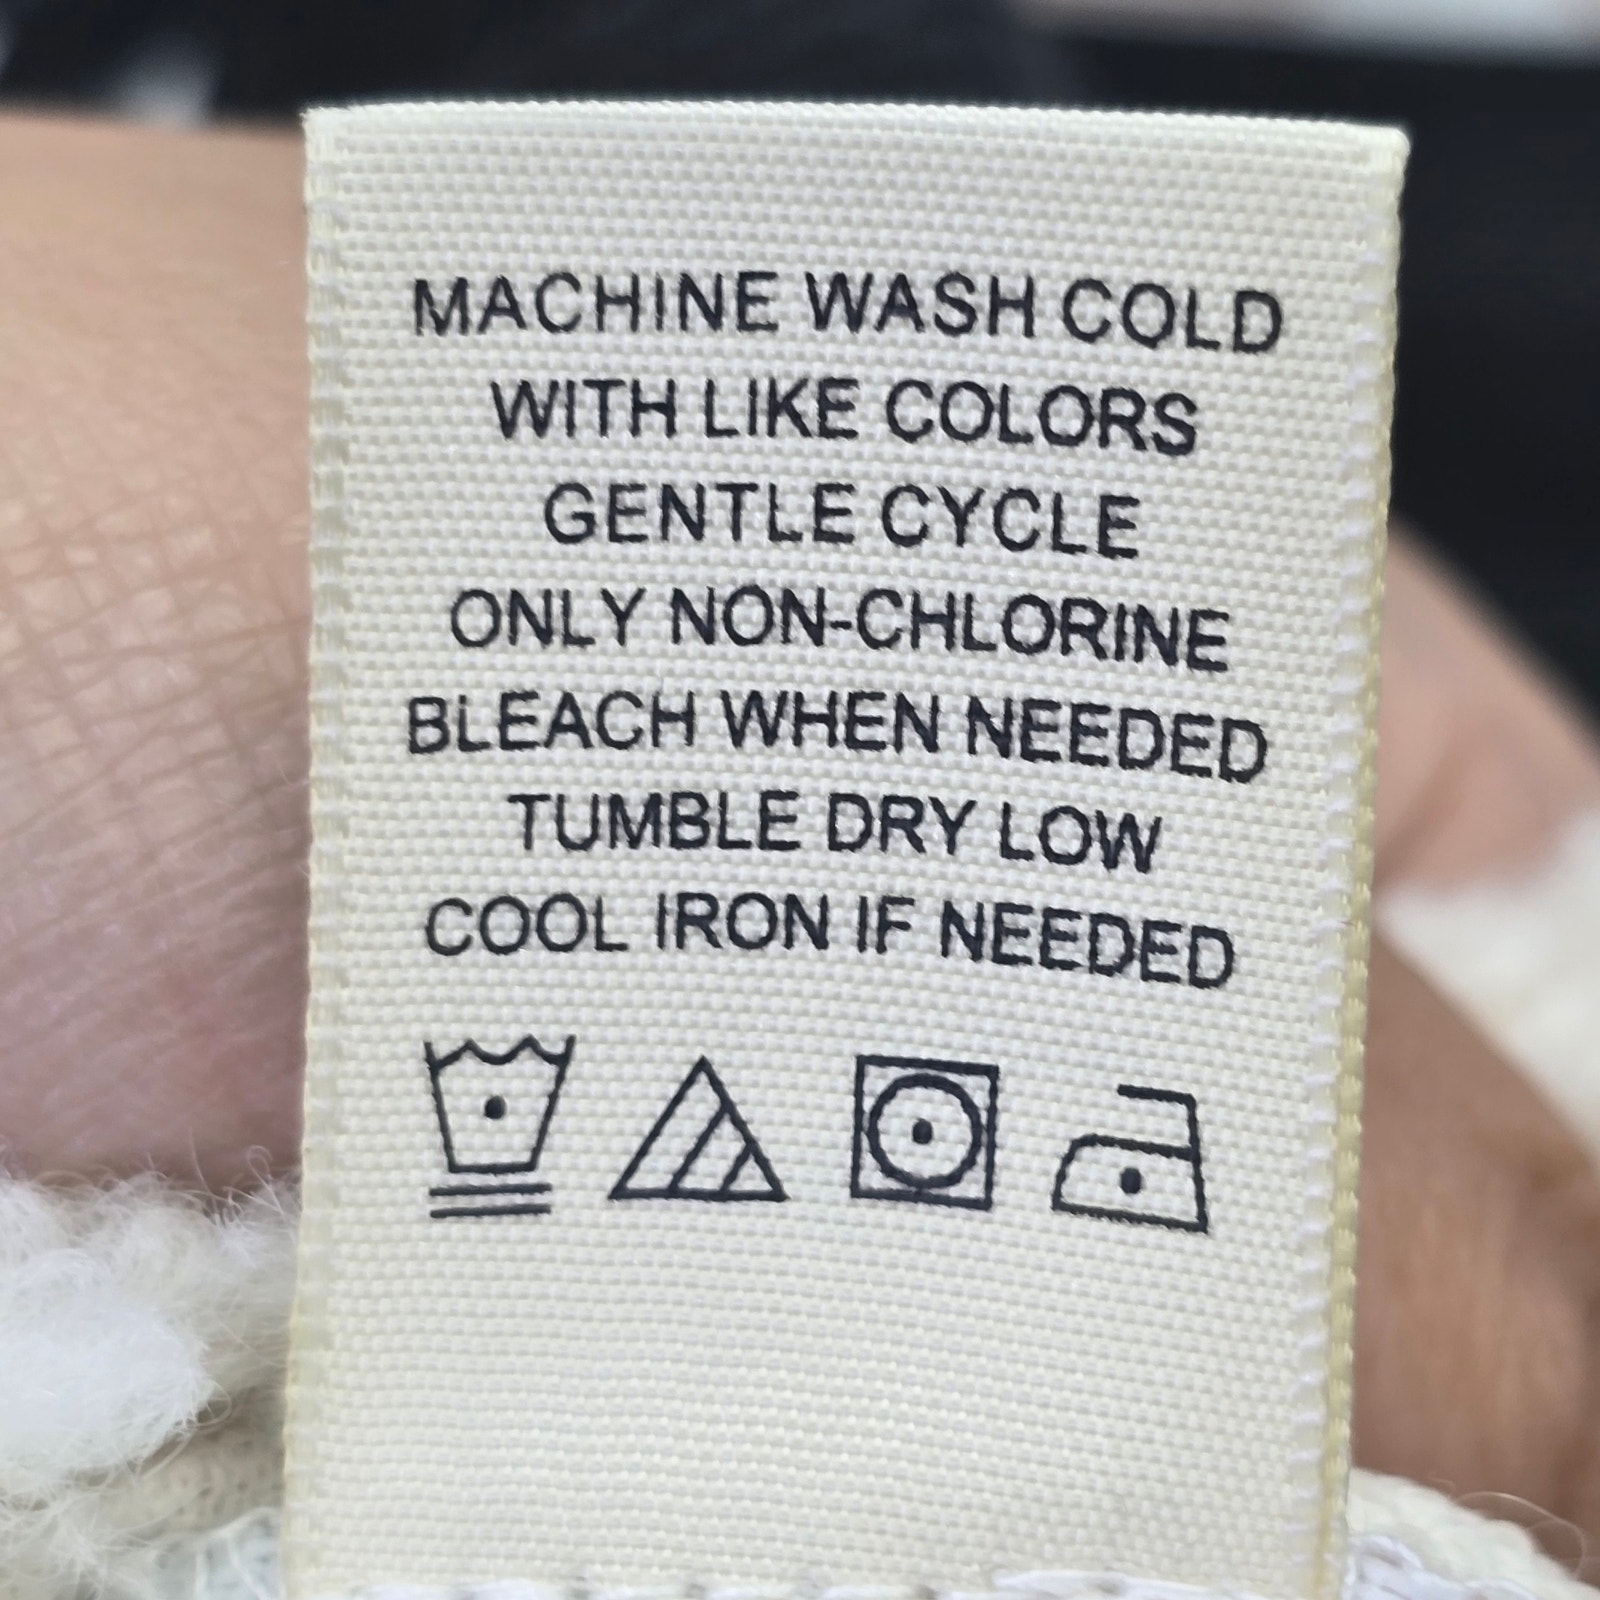 MACHINE WASH COLD
WITH LIKE COLORS
GENTLE CYCLE
ONLY NON-CHLORINE
BLEACH WHEN NEEDED
TUMBLE DRY LOW
COOL IRON IF NEEDED